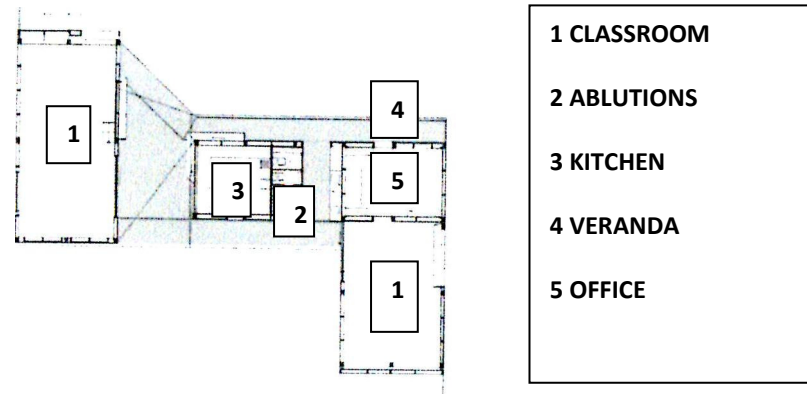 1
4
3
5
2
1
1 CLASSROOM
2 ABLUTIONS
3 KITCHEN
4 VERANDA
5 OFFICE